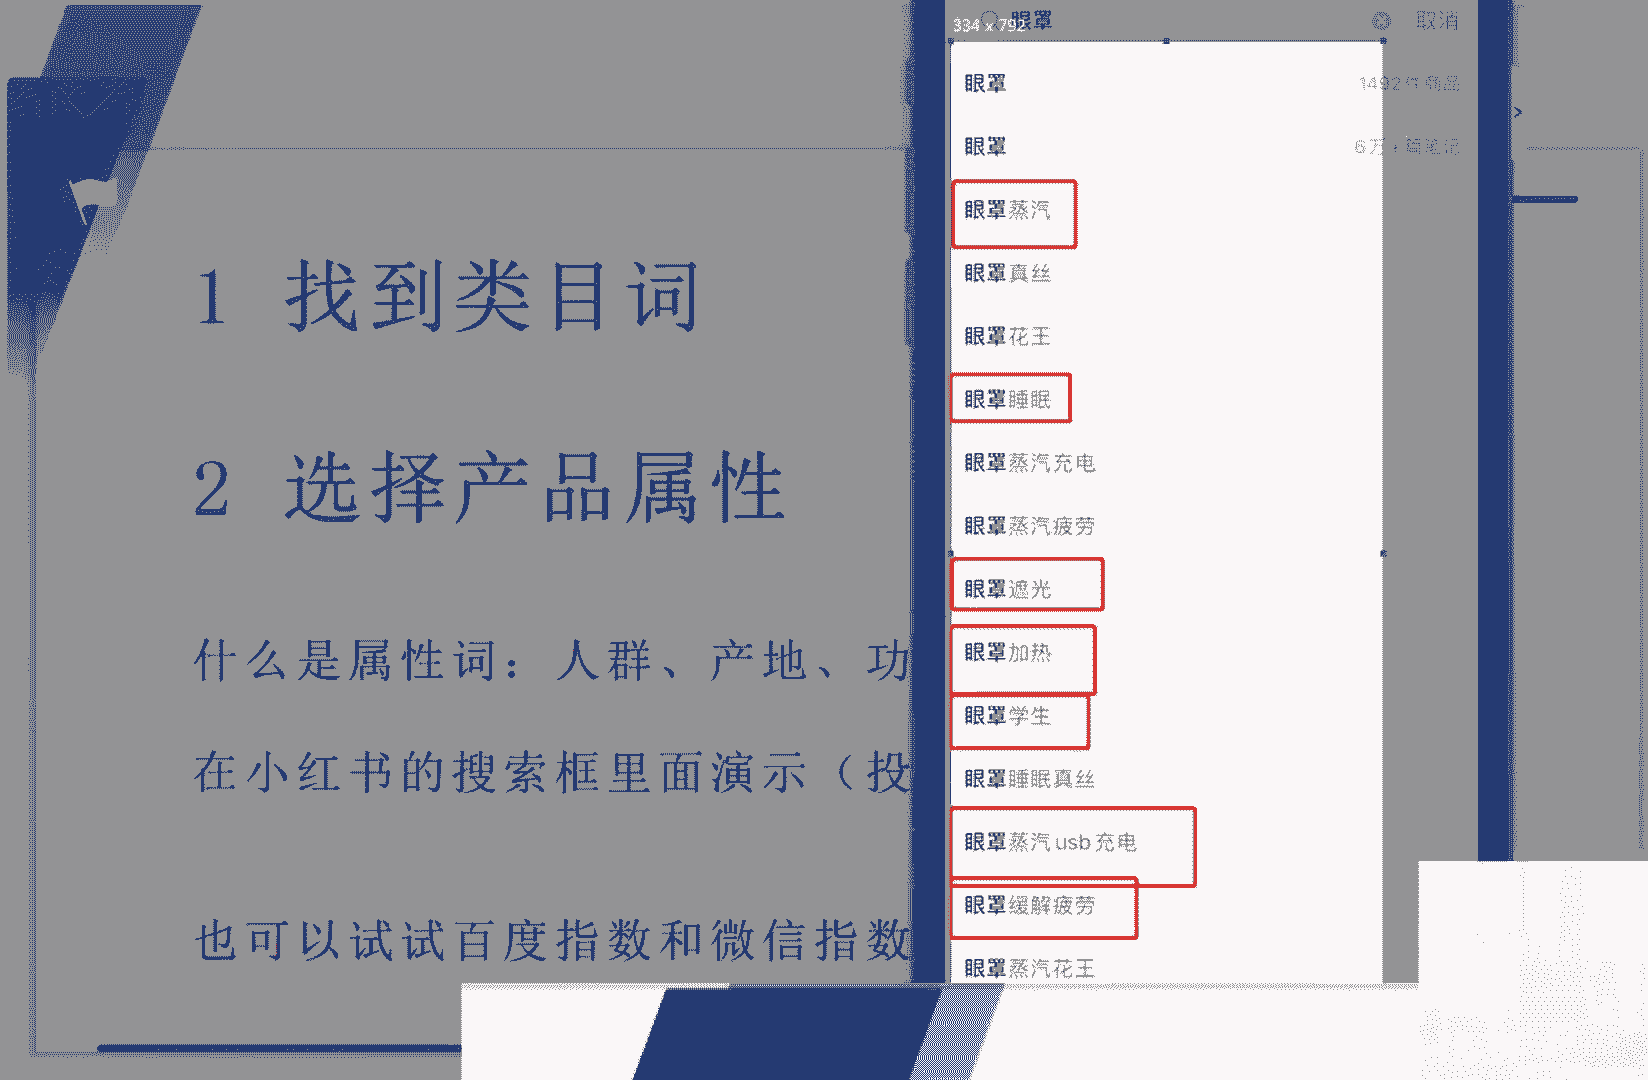 1 找到类目词
2 选择产品属性
什么是属性词：人群、产地、功
在小红书的搜索框里面演示（投
也可以试试百度指数和微信指数
334 x 792
眼罩
取消
眼罩 1492件商品
眼罩 6万+篇笔记
眼罩蒸汽
眼罩真丝
眼罩花王
眼罩睡眠
眼罩蒸汽充电
眼罩蒸汽疲劳
眼罩遮光
眼罩加热
眼罩学生
眼罩睡眠真丝
眼罩蒸汽usb充电
眼罩缓解疲劳
眼罩蒸汽花王